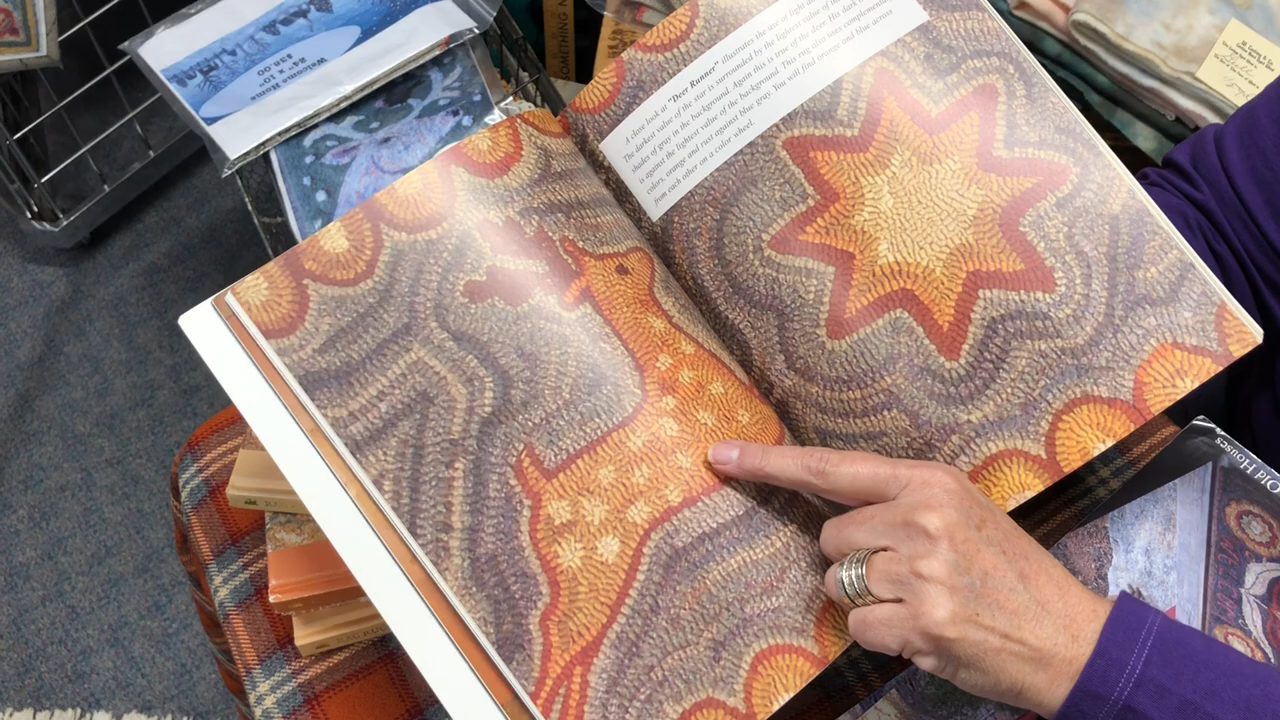 A close look at "Deer Runner" illustrates the use of light and
The darkest value of the star is surrounded by the lightest value of the
shades of gray in the background. Again this is true of the deer. His dark
is against the lightest value of the background. This rug also uses complementary
colors, orange and rust against blue gray. You will find orange and blue across
from each other on a color wheel.
Welcome Home
24" x 10"
$38.00
SOMETHING
Old Houses